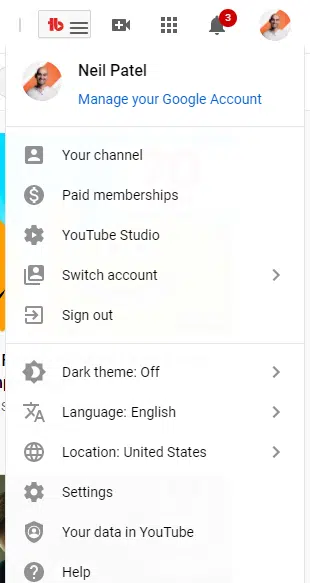 tb
3
Neil Patel
Manage your Google Account
Your channel
Paid memberships
YouTube Studio
Switch account
Sign out
Dark theme: Off
Language: English
Location: United States
Settings
Your data in YouTube
Help